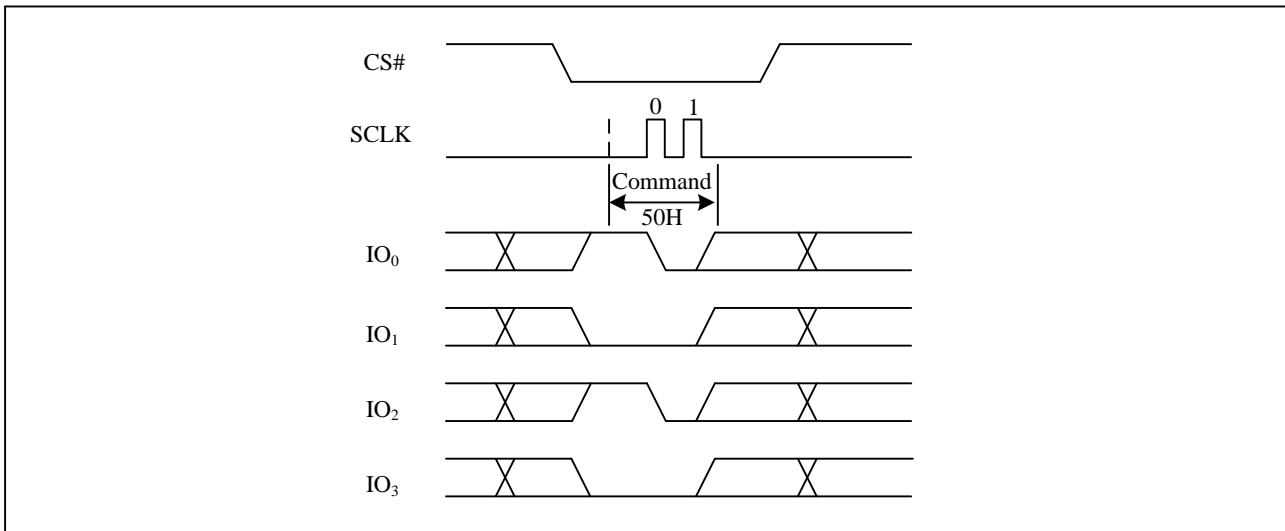 CS#
0 1
SCLK
Command
50H
IO₀
IO₁
IO₂
IO₃